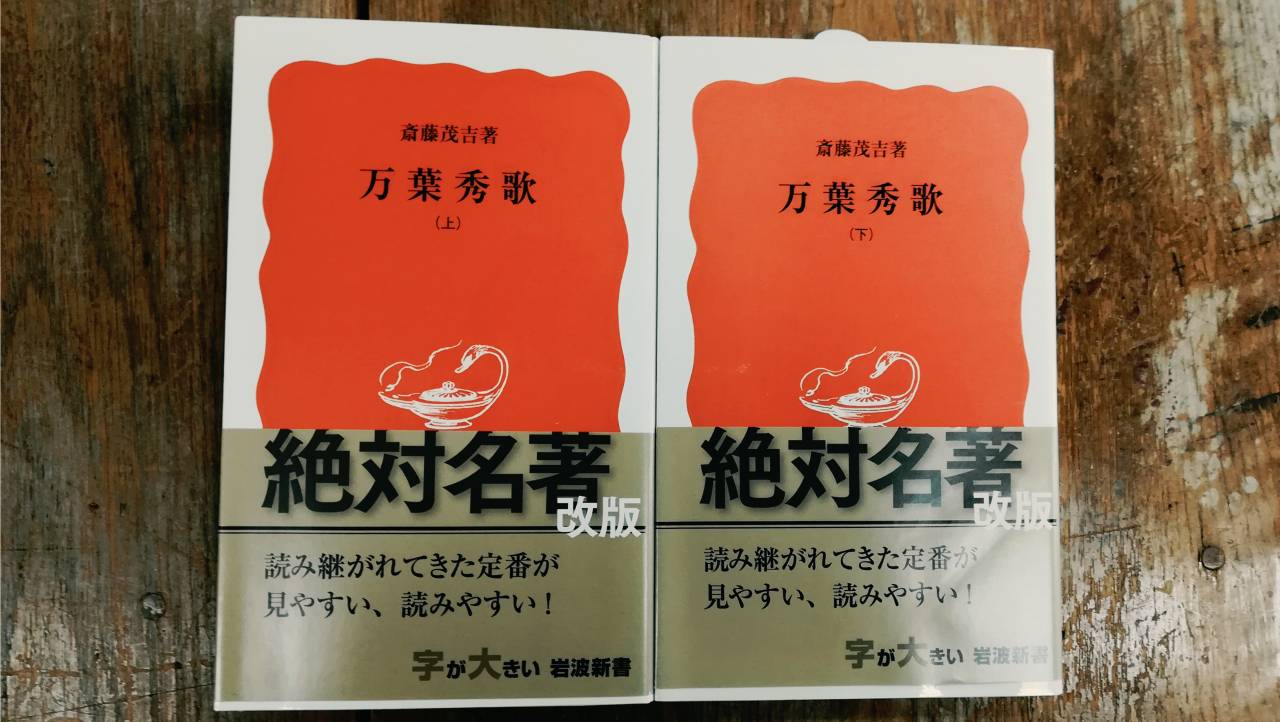 斎藤茂吉著
万葉秀歌
（上）
絶対名著
改版
読み継がれてきた定番が
見やすい、読みやすい！
字が大きい 岩波新書
斎藤茂吉著
万葉秀歌
（下）
絶対名著
改版
読み継がれてきた定番が
見やすい、読みやすい！
字が大きい 岩波新書